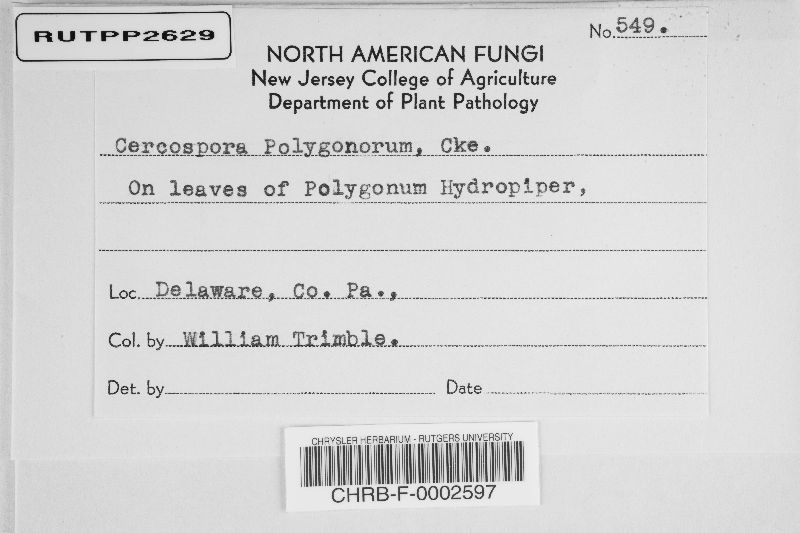 RUTPP2629
No. 549.
NORTH AMERICAN FUNGI
New Jersey College of Agriculture
Department of Plant Pathology
Cercospora Polygonorum, Cke.
On leaves of Polygonum Hydropiper,
Loc. Delaware, Co. Pa.,
Col. by William Trimble.
Det. by Date
CHRYSLER HERBARIUM - RUTGERS UNIVERSITY
CHRB-F-0002597